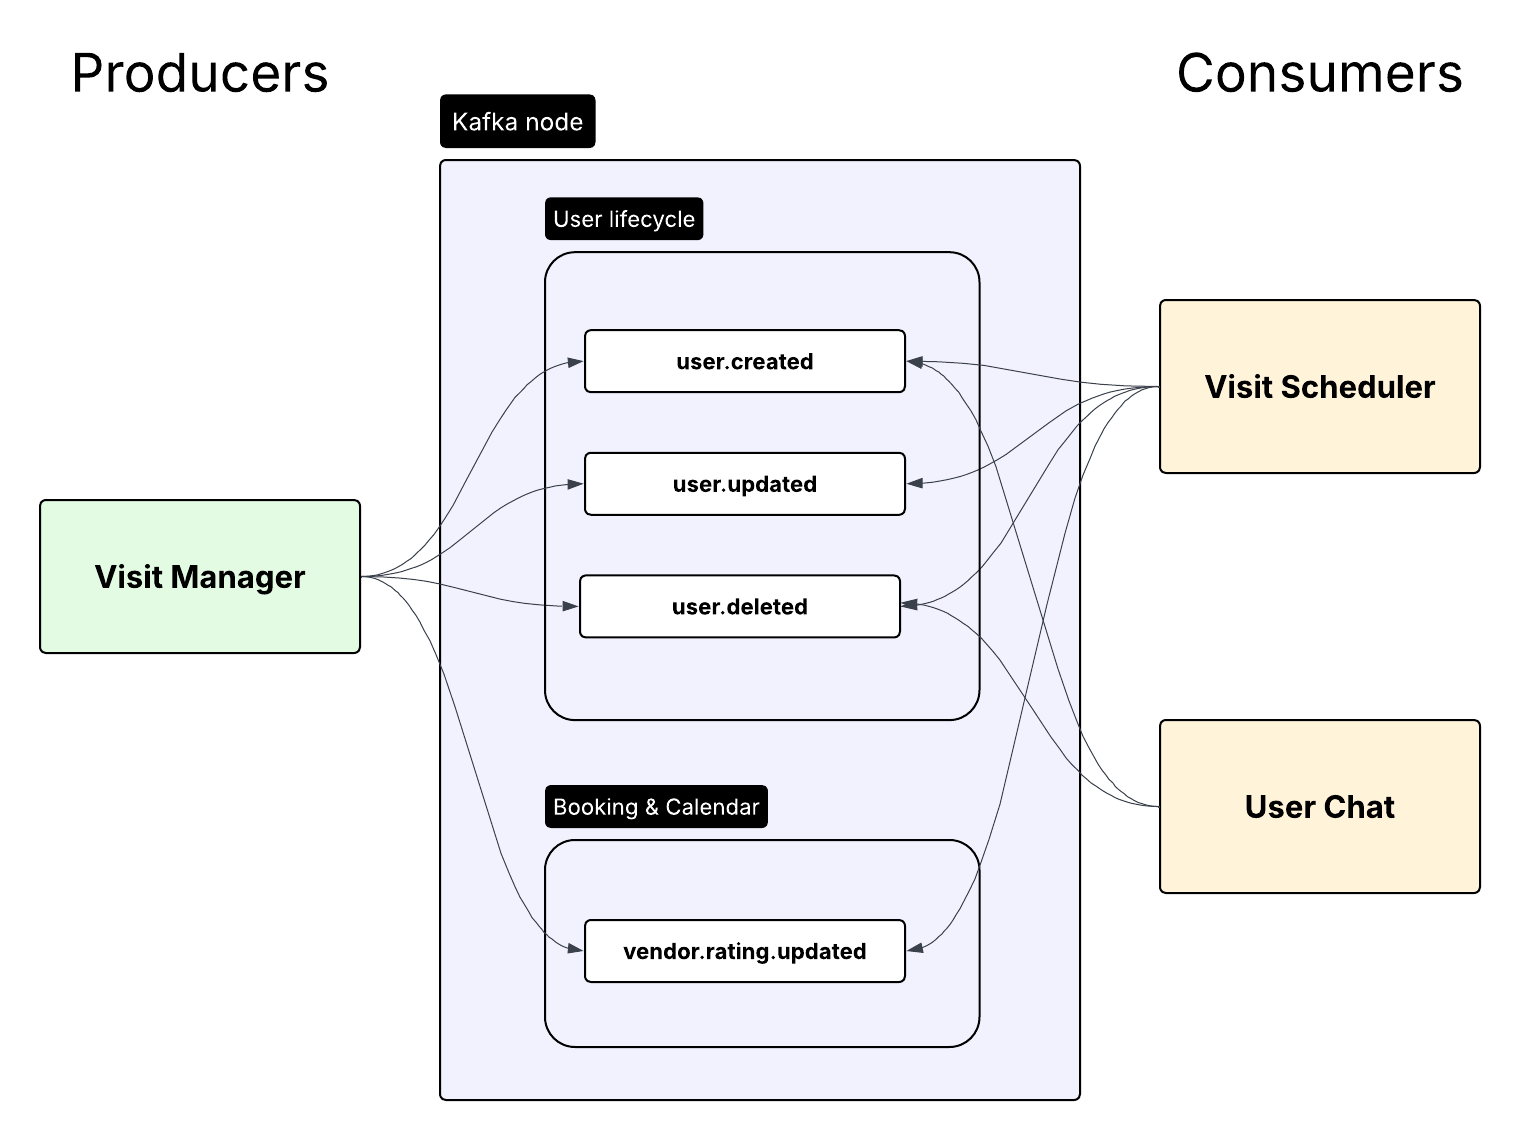 Producers
Consumers
Kafka node
User lifecycle
user.created
Visit Scheduler
user.updated
Visit Manager
user.deleted
Booking & Calendar
User Chat
vendor.rating.updated